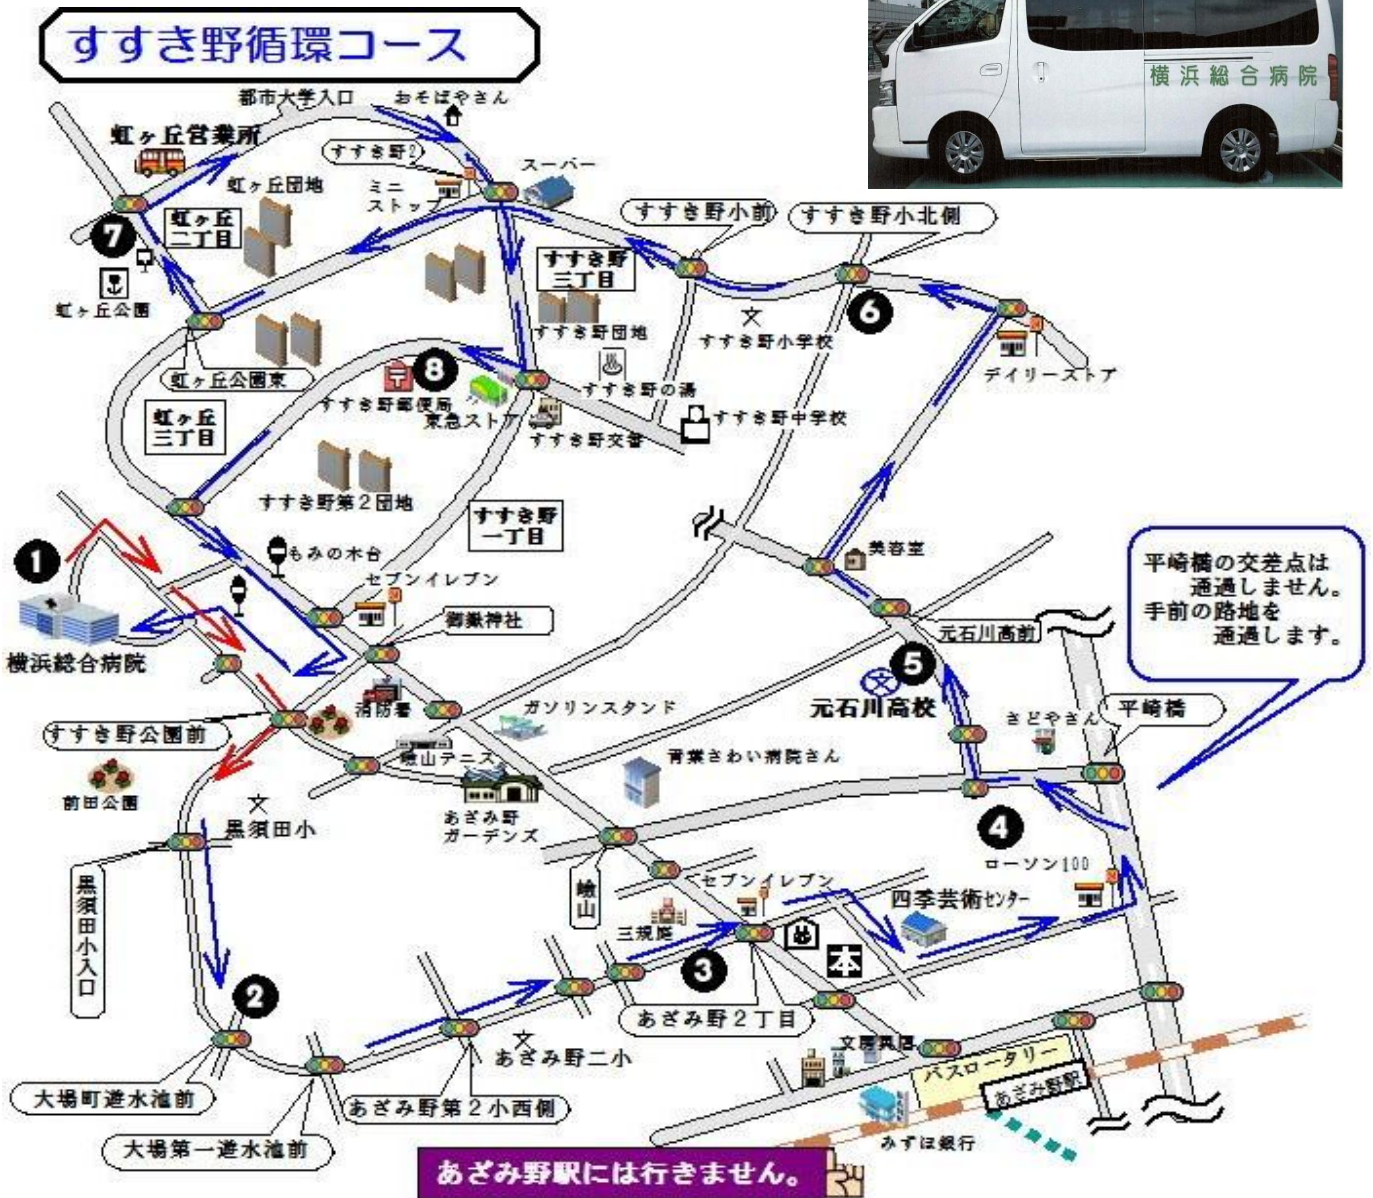 すすき野循環コース
横浜総合病院
都市大学入口
おそばやさん
虹ヶ丘営業所
すすき野2
スーパー
虹ヶ丘団地
ミニ
ストップ
すすき野小前
すすき野小北側
虹ヶ丘
二丁目
7
すすき野
三丁目
虹ヶ丘公園
6
すすき野団地
すすき野小学校
虹ヶ丘公園東
8
すすき野の湯
デイリーストア
すすき野郵便局
東急ストア
すすき野交番
すすき野中学校
虹ヶ丘
三丁目
すすき野第2団地
すすき野
一丁目
1
もみの木台
美容室
平崎橋の交差点は
通過しません。
手前の路地を
通過します。
セブンイレブン
御嶽神社
元石川高前
横浜総合病院
5
消防署
ガソリンスタンド
元石川高校
平崎橋
すすき野公園前
嶮山テニス
青葉さわい病院さん
前田公園
黒須田小
あざみ野
ガーデンズ
4
ローソン100
黒須田小入口
嶮山
セブンイレブン
四季芸術センター
三規庭
3
本
2
あざみ野2丁目
あざみ野二小
文房具店
バスロータリー
あざみ野駅
大場町遊水池前
あざみ野第2小西側
大場第一遊水池前
みずほ銀行
あざみ野駅には行きません。